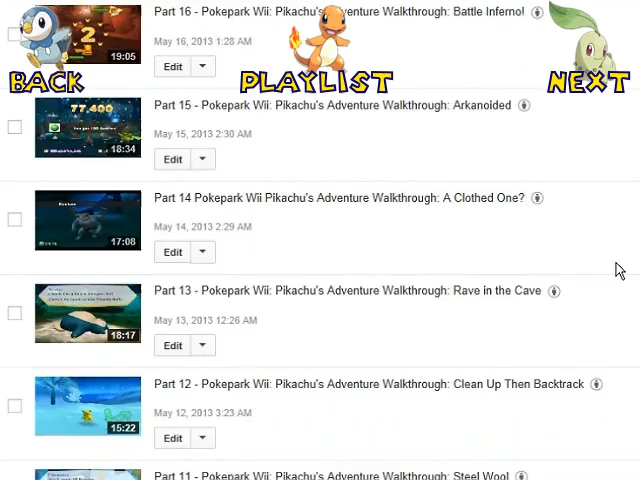 Part 16 - Pokepark Wii: Pikachu's Adventure Walkthrough: Battle Inferno!
2
19:05
May 16, 2013 1:28 AM
Edit
BACK
PLAYLIST
NEXT
77,400
Part 15 - Pokepark Wii: Pikachu's Adventure Walkthrough: Arkanoided
May 15, 2013 2:30 AM
Bonus
18:34
Edit
Part 14 Pokepark Wii Pikachu's Adventure Walkthrough: A Clothed One?
May 14, 2013 2:29 AM
17:08
Edit
Part 13 - Pokepark Wii: Pikachu's Adventure Walkthrough: Rave in the Cave
May 13, 2013 12:26 AM
18:17
Edit
Part 12 - Pokepark Wii: Pikachu's Adventure Walkthrough: Clean Up Then Backtrack
May 12, 2013 3:23 AM
15:22
Edit
Part 11 - Pokepark Wii: Pikachu's Adventure Walkthrough: Steel Wool